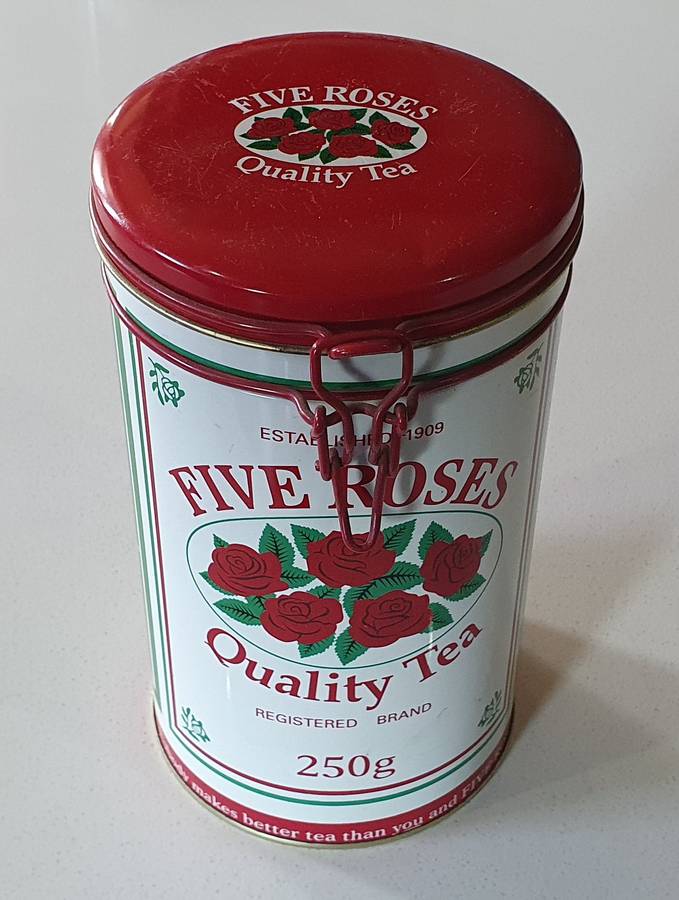 FIVE ROSES
Quality Tea
ESTABLISHED 1909
FIVE ROSES
Quality Tea
REGISTERED BRAND
250g
makes better tea than you and FIVE